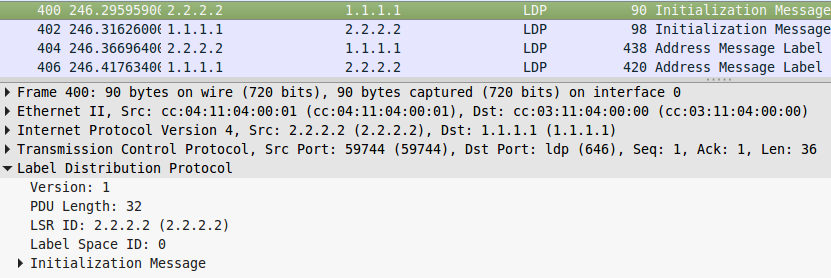 400 246.29595900 2.2.2.2 1.1.1.1 LDP 90 Initialization Message
402 246.31626000 1.1.1.1 2.2.2.2 LDP 98 Initialization Message
404 246.36696400 2.2.2.2 1.1.1.1 LDP 438 Address Message Label
406 246.41763400 1.1.1.1 2.2.2.2 LDP 420 Address Message Label
Frame 400: 90 bytes on wire (720 bits), 90 bytes captured (720 bits) on interface 0
Ethernet II, Src: cc:04:11:04:00:01 (cc:04:11:04:00:01), Dst: cc:03:11:04:00:00 (cc:03:11:04:00:00)
Internet Protocol Version 4, Src: 2.2.2.2 (2.2.2.2), Dst: 1.1.1.1 (1.1.1.1)
Transmission Control Protocol, Src Port: 59744 (59744), Dst Port: ldp (646), Seq: 1, Ack: 1, Len: 36
Label Distribution Protocol
Version: 1
PDU Length: 32
LSR ID: 2.2.2.2 (2.2.2.2)
Label Space ID: 0
Initialization Message